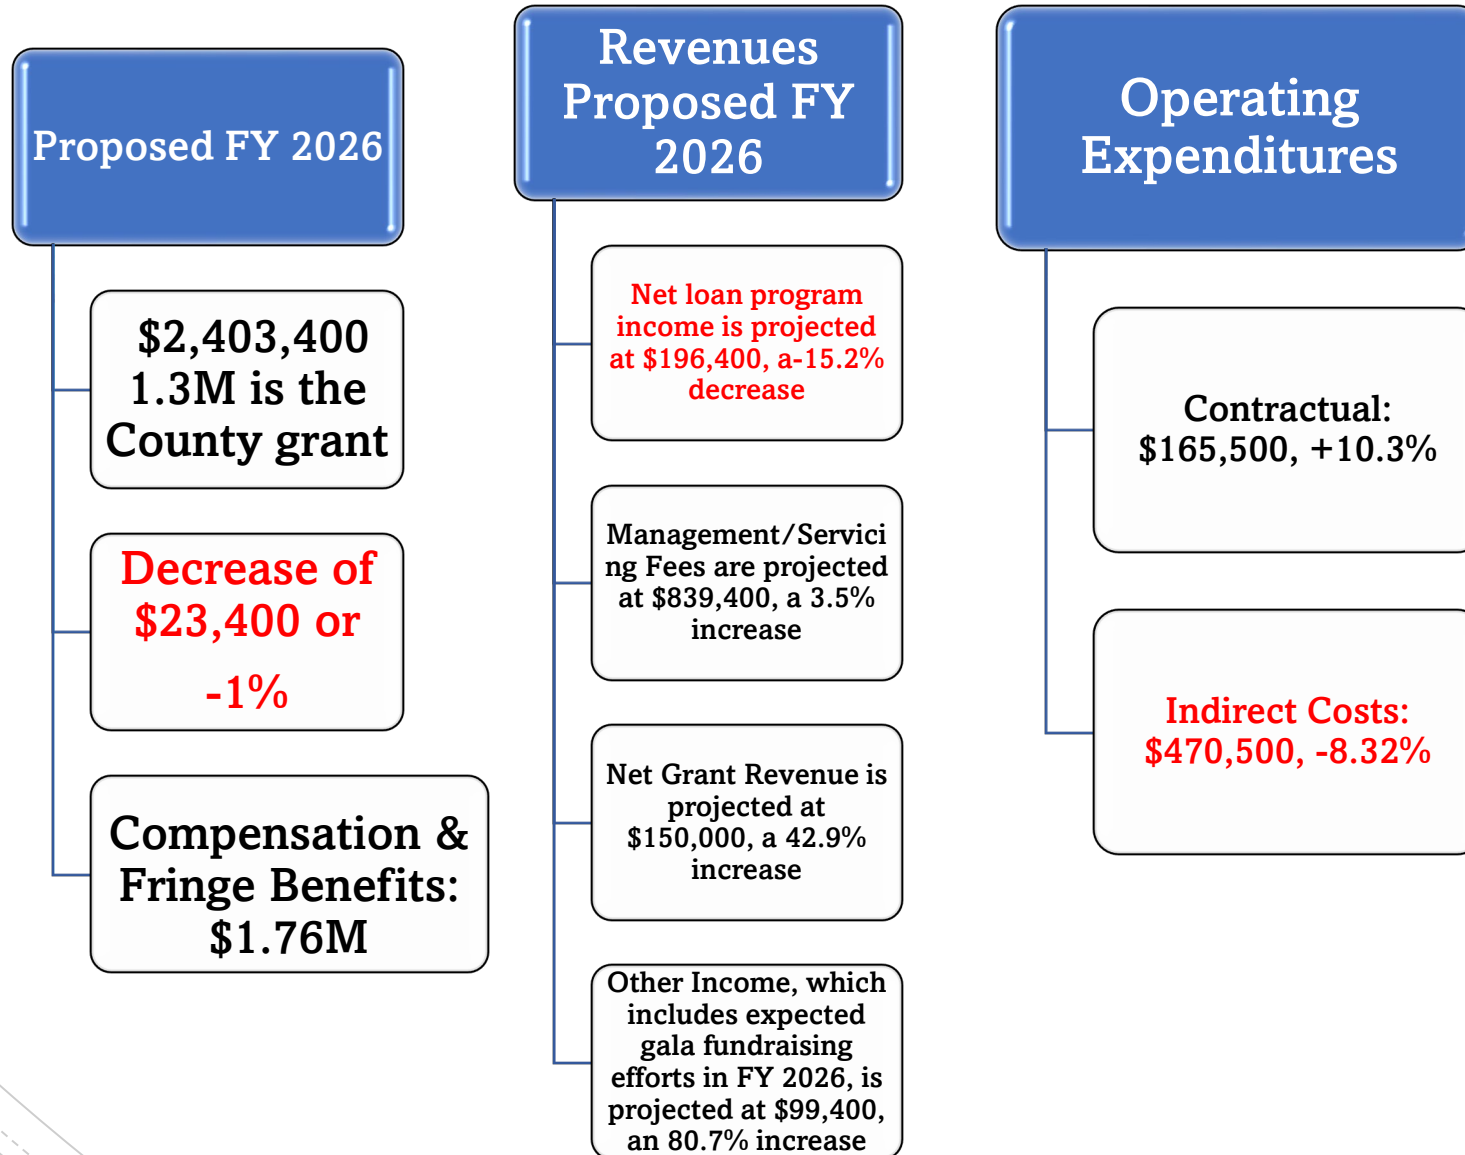 Proposed FY 2026
$2,403,400
1.3M is the
County grant
Decrease of
$23,400 or
-1%
Compensation &
Fringe Benefits:
$1.76M
Revenues
Proposed FY
2026
Net loan program
income is projected
at $196,400, a-15.2%
decrease
Management/Servici
ng Fees are projected
at $839,400, a 3.5%
increase
Net Grant Revenue is
projected at
$150,000, a 42.9%
increase
Other Income, which
includes expected
gala fundraising
efforts in FY 2026, is
projected at $99,400,
an 80.7% increase
Operating
Expenditures
Contractual:
$165,500, +10.3%
Indirect Costs:
$470,500, -8.32%